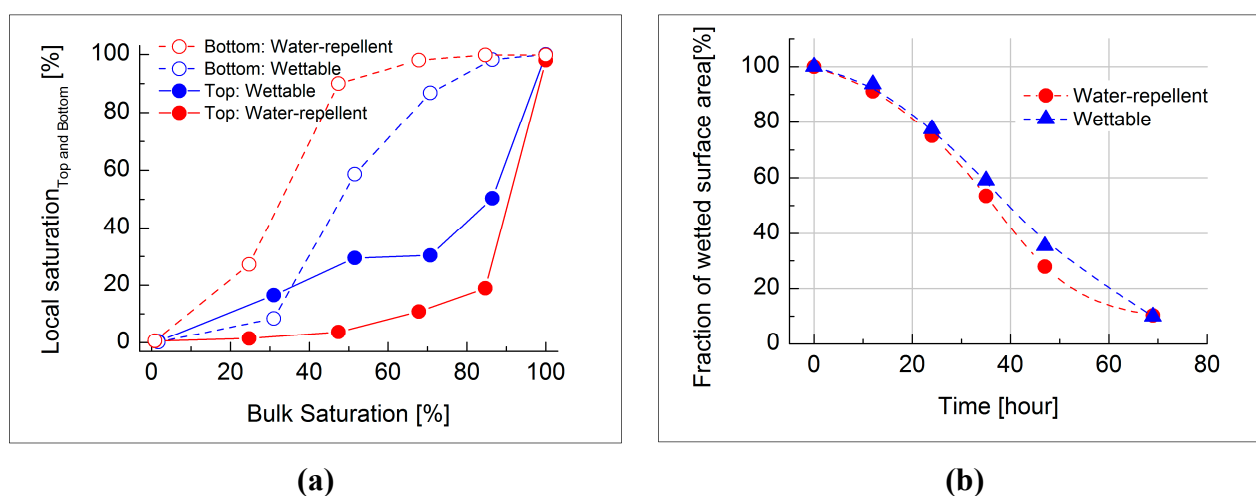 Bottom: Water-repellent
Bottom: Wettable
Top: Wettable
Top: Water-repellent
Local saturation Top and Bottom [%]
100
80
60
40
20
0
0 20 40 60 80 100
Bulk Saturation [%]
(a)
Fraction of wetted surface area[%]
100
80
60
40
20
0
Water-repellent
Wettable
0 20 40 60 80
Time [hour]
(b)